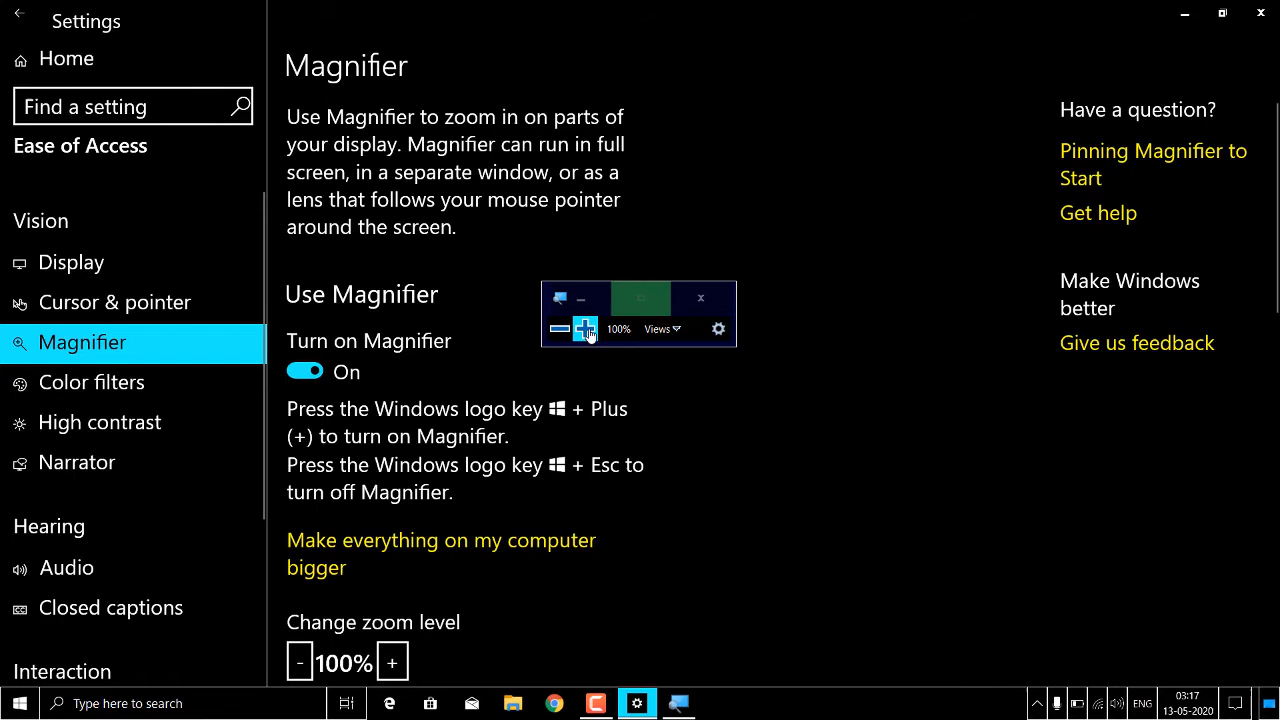 Settings
Home
Find a setting
Ease of Access
Vision
Display
Cursor & pointer
Magnifier
Color filters
High contrast
Narrator
Hearing
Audio
Closed captions
Interaction
Magnifier
Use Magnifier to zoom in on parts of
your display. Magnifier can run in full
screen, in a separate window, or as a
lens that follows your mouse pointer
around the screen.
Use Magnifier
Turn on Magnifier
On
Press the Windows logo key + Plus
(+) to turn on Magnifier.
Press the Windows logo key + Esc to
turn off Magnifier.
Make everything on my computer
bigger
Change zoom level
- 100% +
100% Views
Have a question?
Pinning Magnifier to
Start
Get help
Make Windows
better
Give us feedback
Type here to search
ENG
03:17
13-05-2020